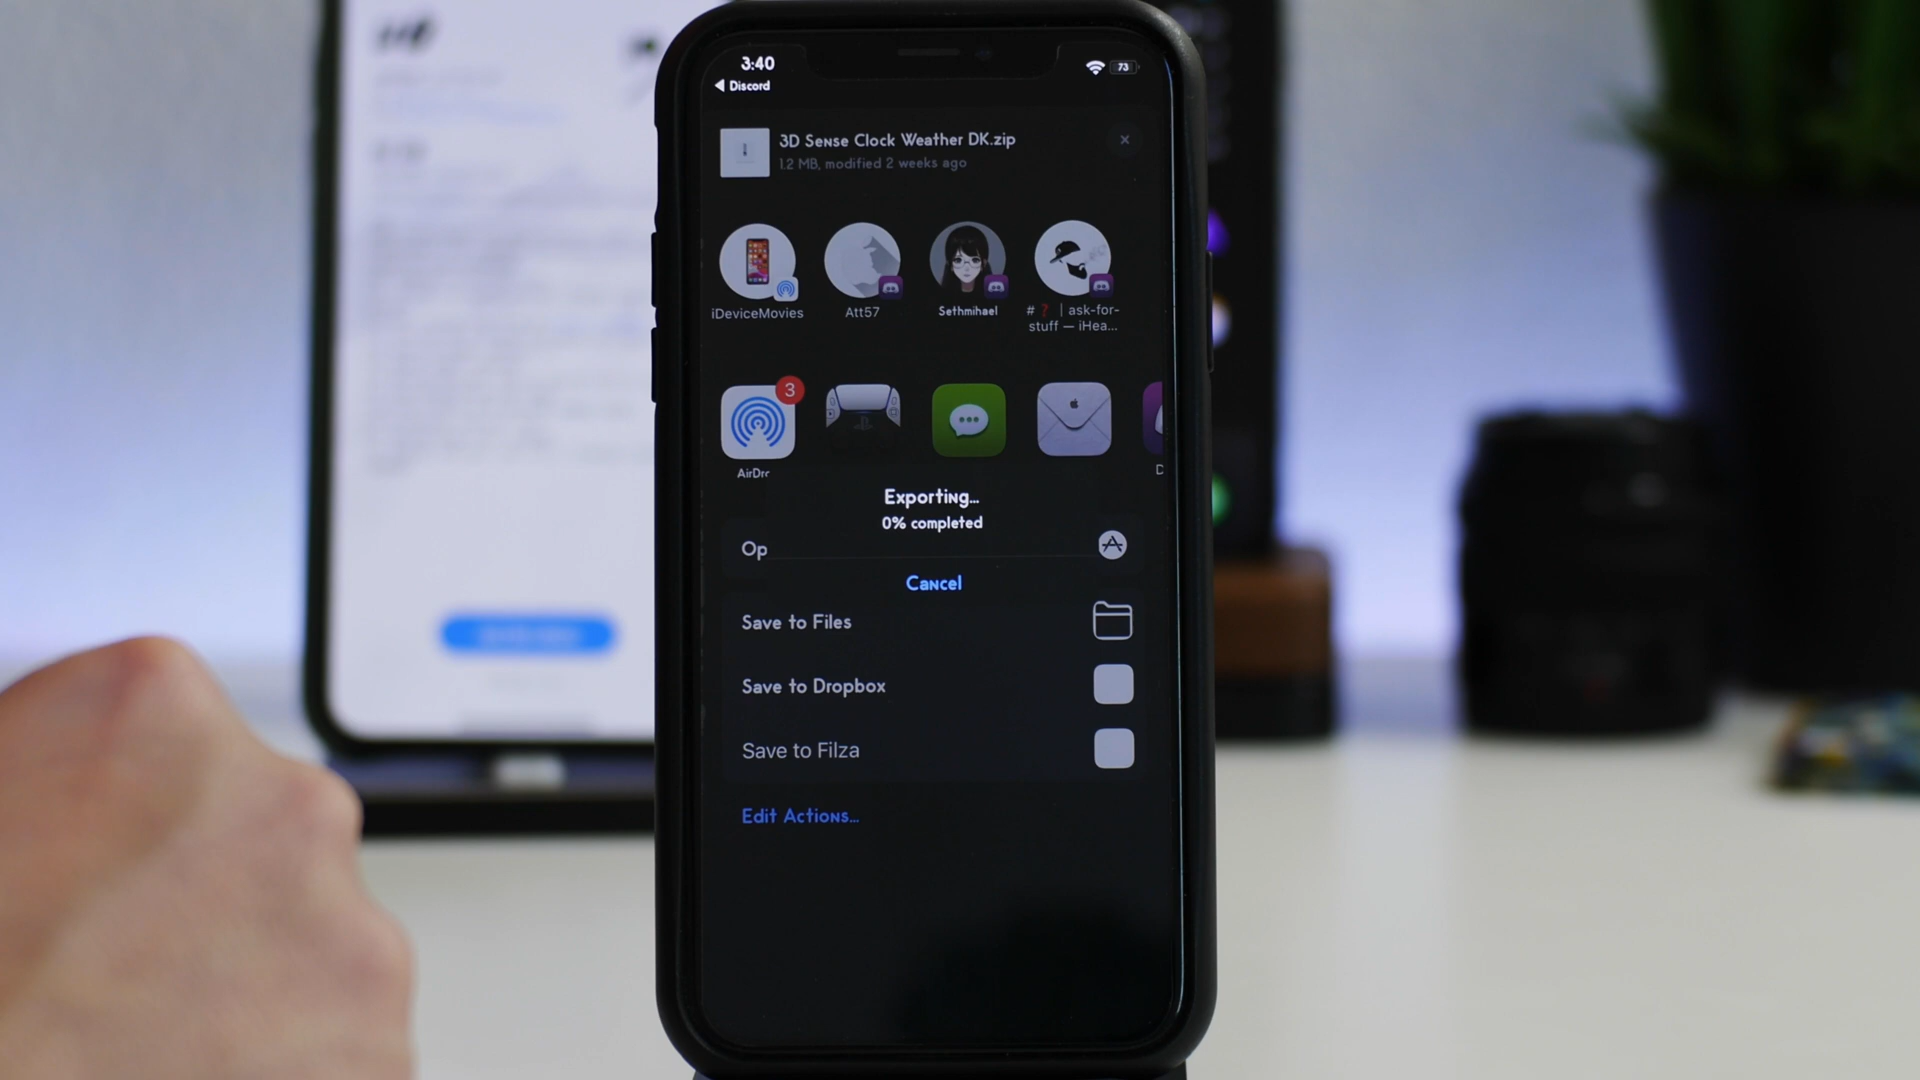 3:40
73
Discord
3D Sense Clock Weather DK.zip
1.2 MB, modified 2 weeks ago
iDeviceMovies
Att57
Sethmihael
#❓ | ask-for-
stuff — iHea...
3
AirDr
D
Exporting...
0% completed
Op
Cancel
Save to Files
Save to Dropbox
Save to Filza
Edit Actions...